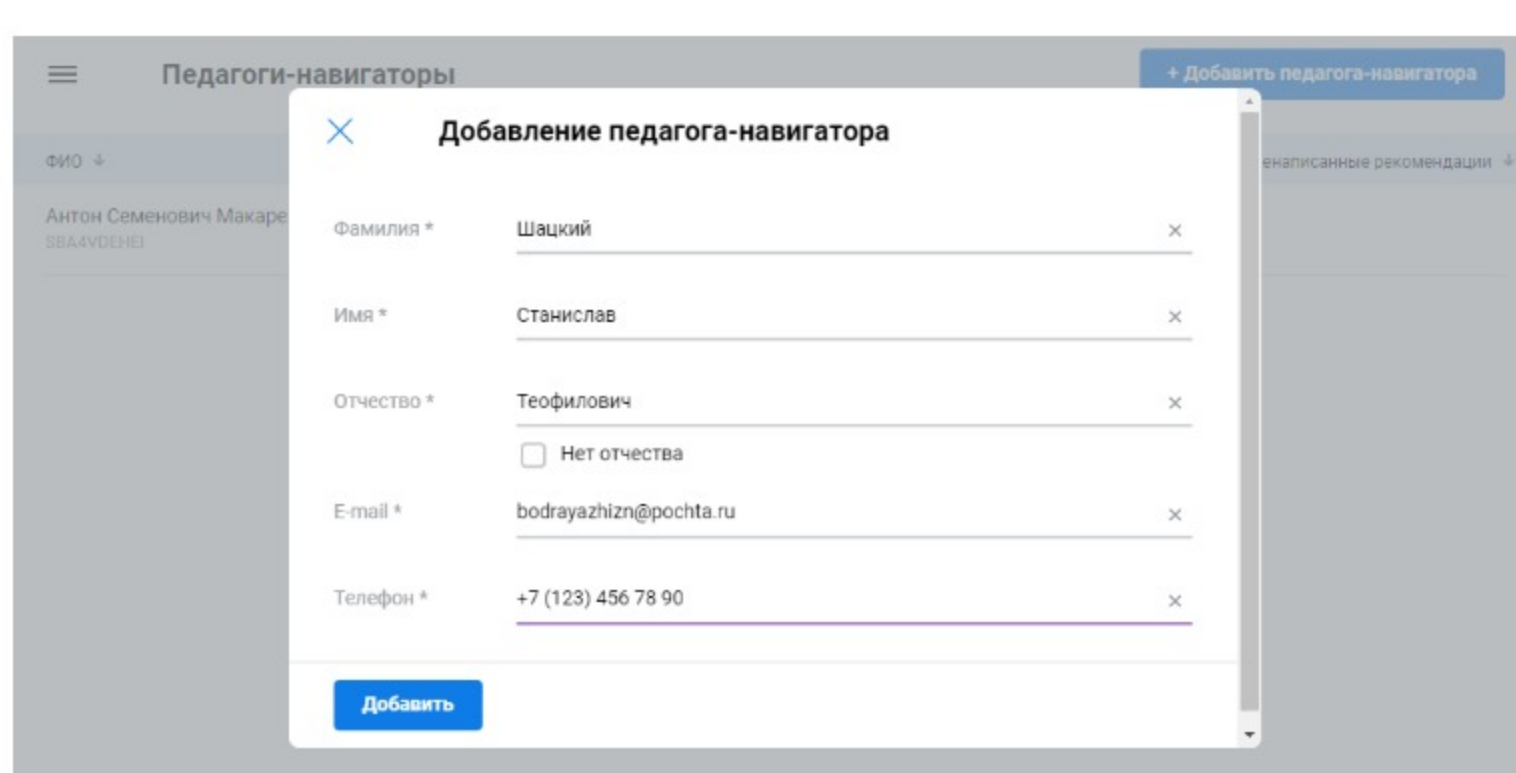 Педагоги-навигаторы
+ Добавить педагога-навигатора
Добавление педагога-навигатора
ФИО
енаписанные рекомендации
Антон Семенович Макаре
SBA4VDEHEI
Фамилия * Шацкий
Имя * Станислав
Отчество * Теофилович
Нет отчества
E-mail * bodrayazhizn@pochta.ru
Телефон * +7 (123) 456 78 90
Добавить